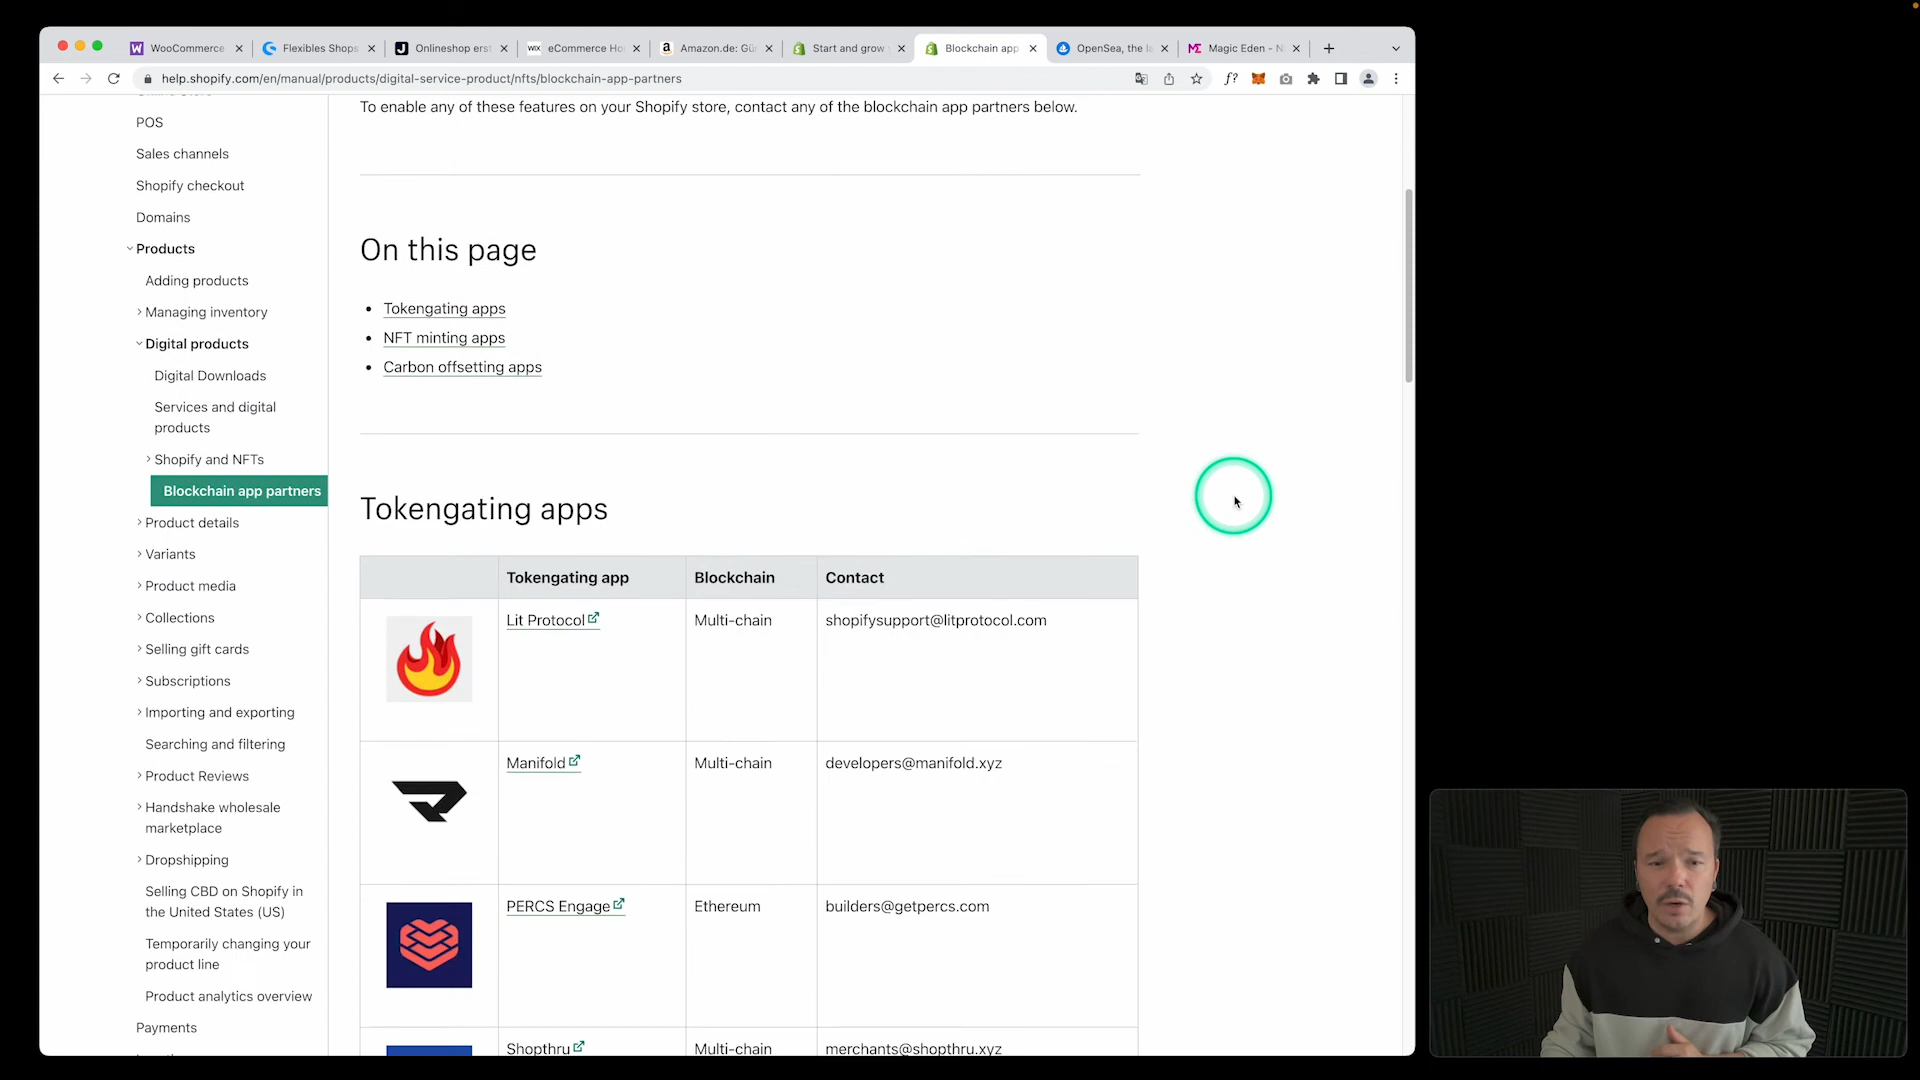 WooCommerce
Flexibles Shops
Onlineshop erst
WIX
eCommerce Ho
Amazon.de: Gü
Start and grow
Blockchain app
OpenSea, the la
Magic Eden - N
help.shopify.com/en/manual/products/digital-service-product/nfts/blockchain-app-partners
POS
Sales channels
Shopify checkout
Domains
Products
Adding products
Managing inventory
Digital products
Digital Downloads
Services and digital
products
Shopify and NFTs
Blockchain app partners
Product details
Variants
Product media
Collections
Selling gift cards
Subscriptions
Importing and exporting
Searching and filtering
Product Reviews
Handshake wholesale
marketplace
Dropshipping
Selling CBD on Shopify in
the United States (US)
Temporarily changing your
product line
Product analytics overview
Payments
To enable any of these features on your Shopify store, contact any of the blockchain app partners below.
On this page
Tokengating apps
NFT minting apps
Carbon offsetting apps
Tokengating apps
Tokengating app Blockchain Contact
Lit Protocol Multi-chain shopifysupport@litprotocol.com
Manifold Multi-chain developers@manifold.xyz
PERCS Engage Ethereum builders@getpercs.com
Shopthru Multi-chain merchants@shopthru.xyz